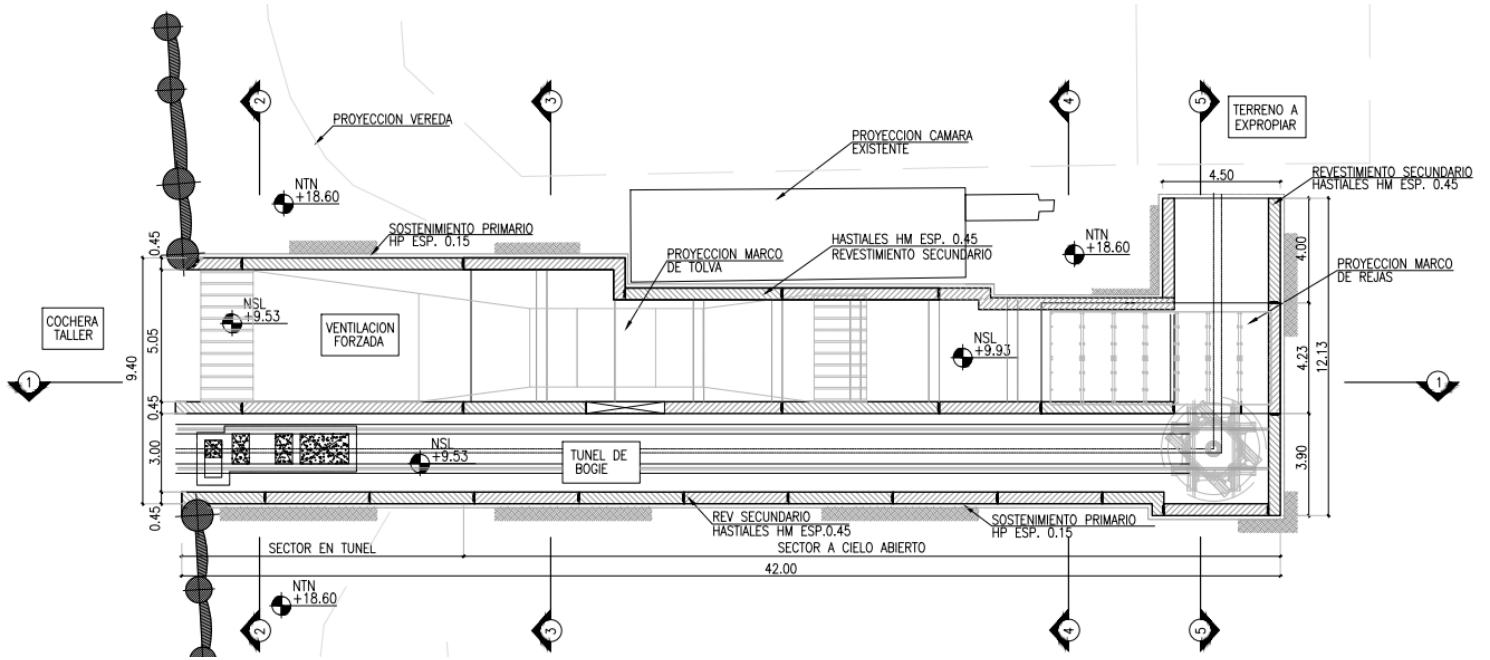 2
3
4
5
TERRENO A
EXPROPIAR
PROYECCION VEREDA
PROYECCION CAMARA
EXISTENTE
REVESTIMIENTO SECUNDARIO
HASTIALES HM ESP. 0.45
4.50
NTN
+18.60
SOSTENIMIENTO PRIMARIO
HP ESP. 0.15
PROYECCION MARCO
DE TOLVA
HASTIALES HM ESP. 0.45
REVESTIMIENTO SECUNDARIO
NTN
+18.60
4.00
PROYECCION MARCO
DE REJAS
0.45
COCHERA
TALLER
NSL
+9.53
VENTILACION
FORZADA
NSL
+9.93
5.05
9.40
4.23
12.13
1
1
0.45
3.00
NSL
+9.53
TUNEL DE
BOGIE
3.90
0.45
REV SECUNDARIO
HASTIALES HM ESP.0.45
SOSTENIMIENTO PRIMARIO
HP ESP. 0.15
SECTOR EN TUNEL
SECTOR A CIELO ABIERTO
42.00
NTN
+18.60
2
3
4
5